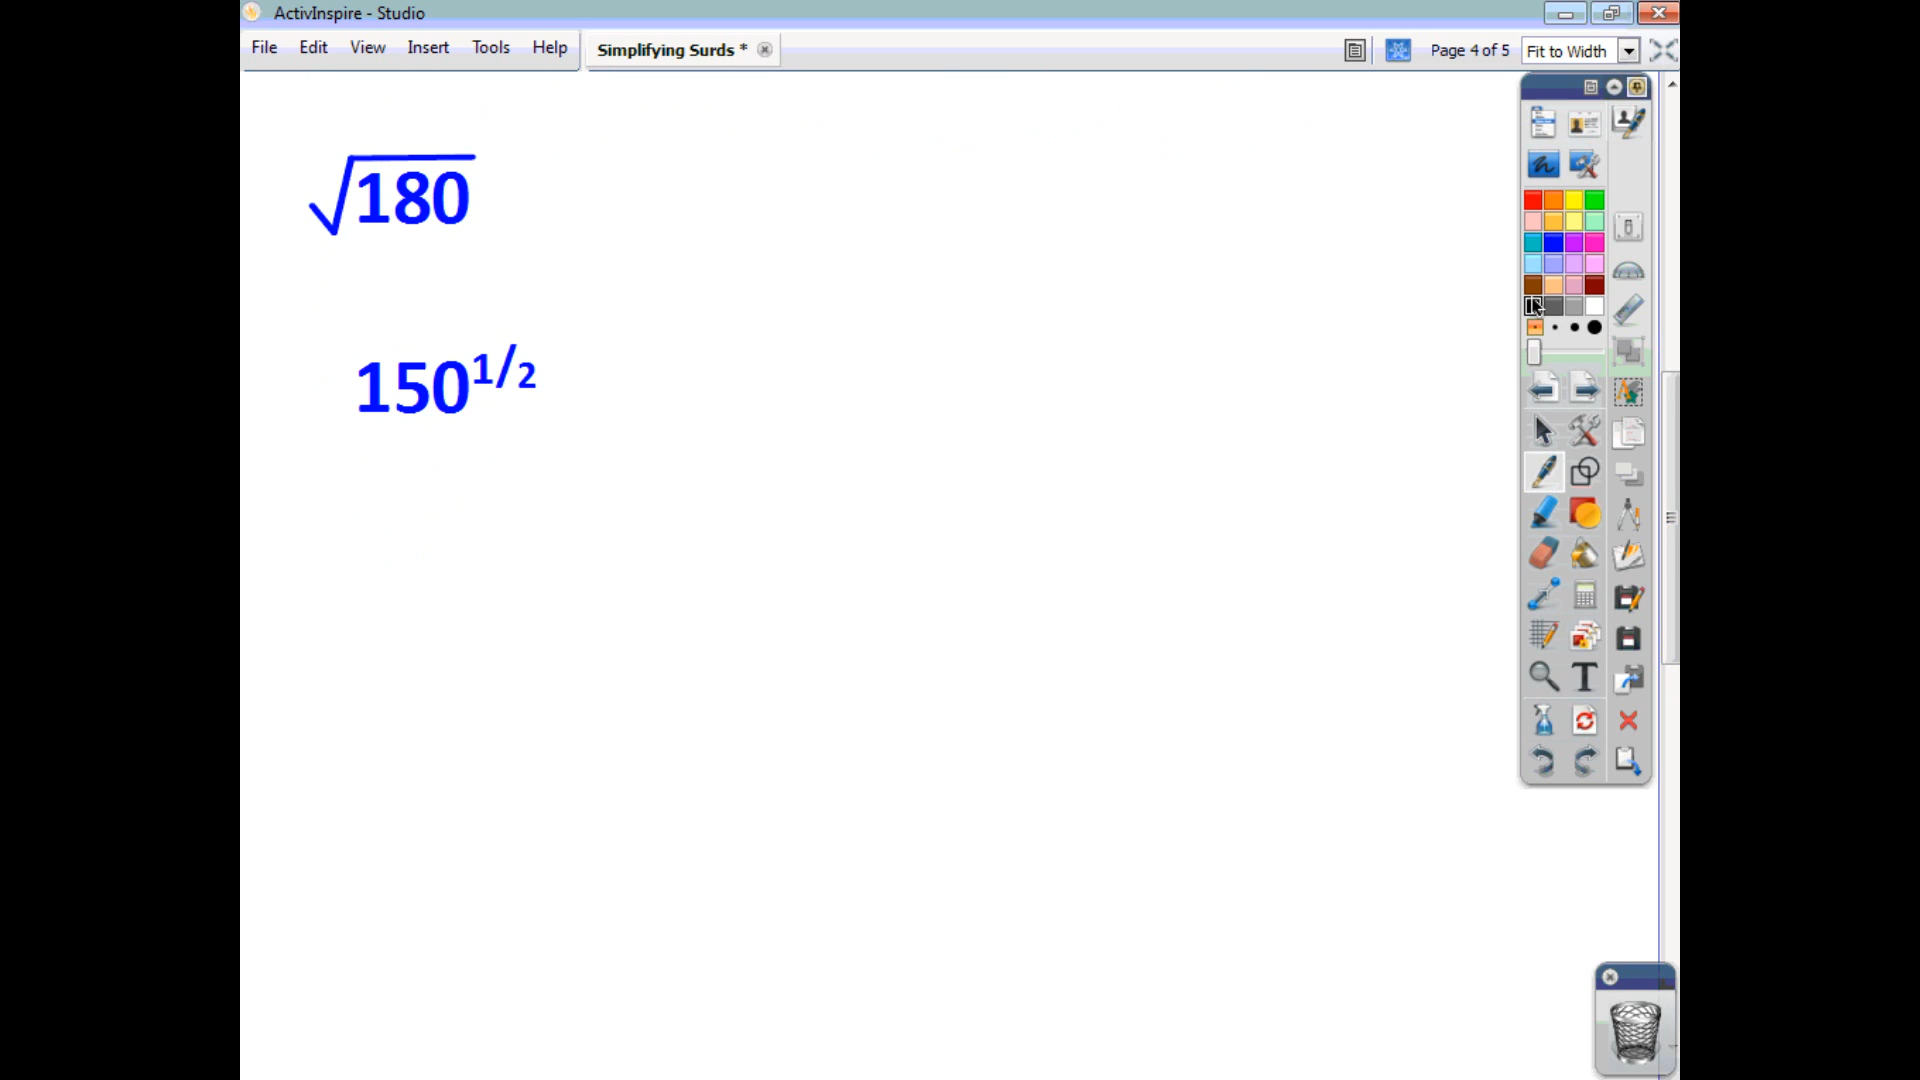 ActivInspire - Studio
File Edit View Insert Tools Help Simplifying Surds * Page 4 of 5 Fit to Width
√180
150^1/2
T